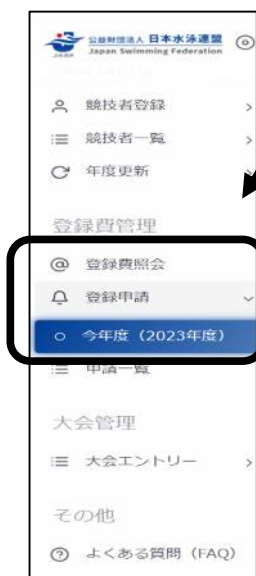 公益財団法人 日本水泳連盟
Japan Swimming Federation
競技者登録
競技者一覧
年度更新
登録費管理
登録費照会
登録申請
今年度（2023年度）
申請一覧
大会管理
大会エントリー
その他
よくある質問（FAQ）